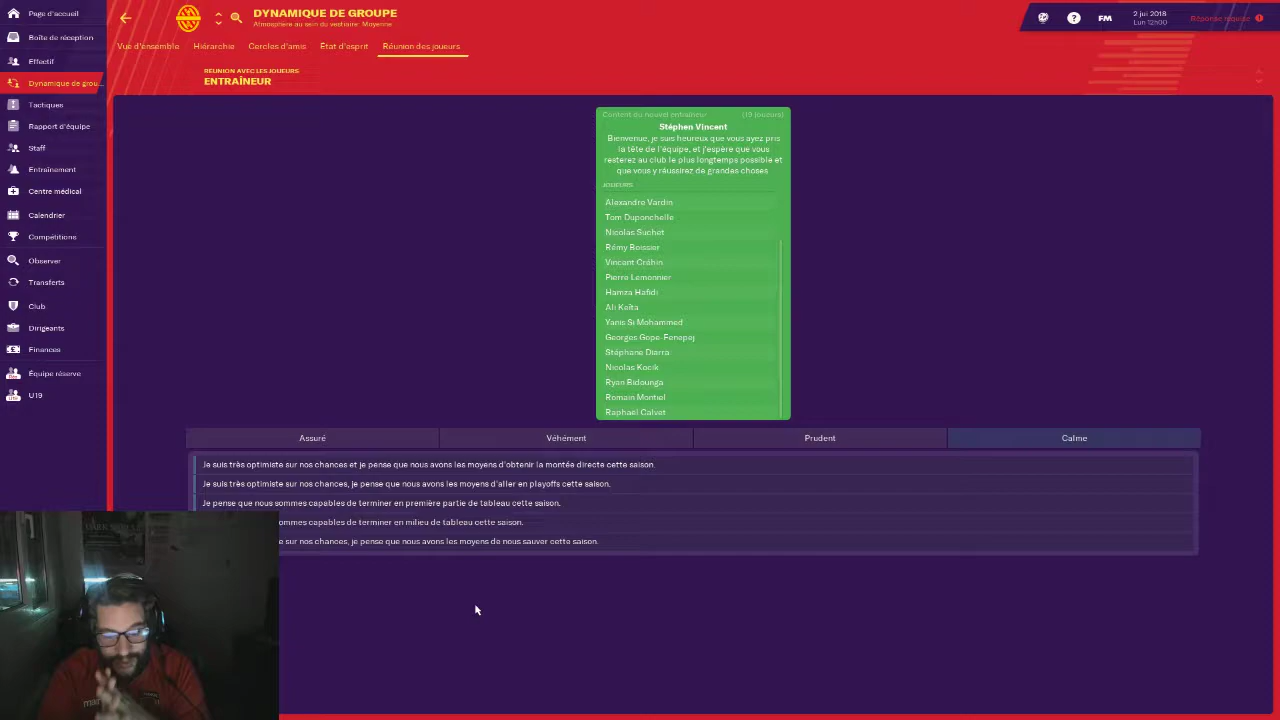 Page d'accueil
Boîte de réception
Effectif
Dynamique de grou...
Tactiques
Rapport d'équipe
Staff
Entraînement
Centre médical
Calendrier
Compétitions
Observer
Transferts
Club
Dirigeants
Finances
Équipe réserve
U19
DYNAMIQUE DE GROUPE
Atmosphère au sein du vestiaire: Moyenne
FM
2 jui 2018
Lun 12h00
Réponse requise
Vue d'ensemble
Hiérarchie
Cercles d'amis
État d'esprit
Réunion des joueurs
RÉUNION AVEC LES JOUEURS
ENTRAÎNEUR
Content du nouvel entraîneur (19 joueurs)
Stéphen Vincent
Bienvenue, je suis heureux que vous ayez pris
la tête de l'équipe, et j'espère que vous
resterez au club le plus longtemps possible et
que vous y réussirez de grandes choses
JOUEURS
Alexandre Vardin
Tom Duponchelle
Nicolas Suchet
Rémy Boissier
Vincent Créhin
Pierre Lemonnier
Hamza Hafidi
Ali Keïta
Yanis Si Mohammed
Georges Gope-Fenepej
Stéphane Diarra
Nicolas Kocik
Ryan Bidounga
Romain Montiel
Raphaël Calvet
Assuré
Véhément
Prudent
Calme
Je suis très optimiste sur nos chances et je pense que nous avons les moyens d'obtenir la montée directe cette saison.
Je suis très optimiste sur nos chances, je pense que nous avons les moyens d'aller en playoffs cette saison.
Je pense que nous sommes capables de terminer en première partie de tableau cette saison.
sommes capables de terminer en milieu de tableau cette saison.
sur nos chances, je pense que nous avons les moyens de nous sauver cette saison.